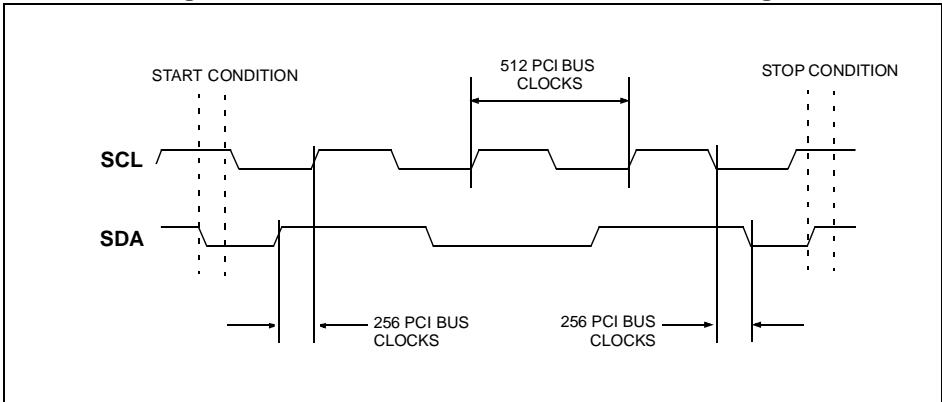 START CONDITION
512 PCI BUS
CLOCKS
STOP CONDITION
SCL
SDA
256 PCI BUS
CLOCKS
256 PCI BUS
CLOCKS